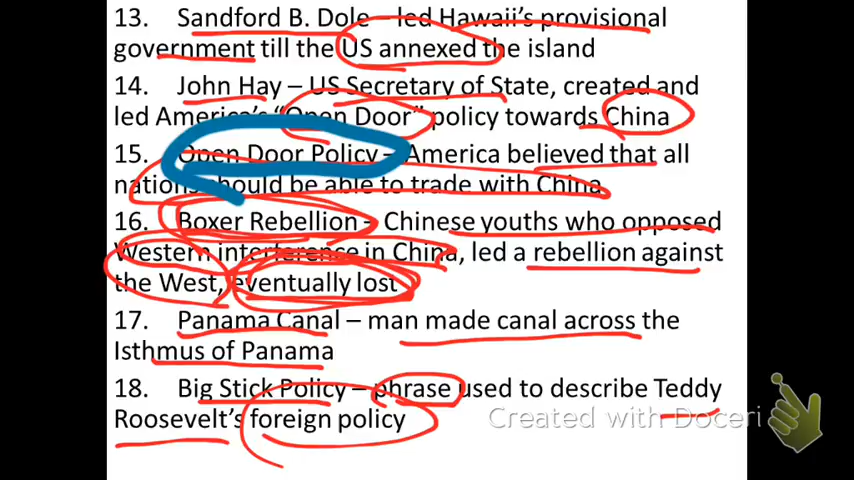 13. Sandford B. Dole – led Hawaii's provisional
government till the US annexed the island
14. John Hay – US Secretary of State, created and
led America's "Open Door" policy towards China
15. Open Door Policy – America believed that all
nations should be able to trade with China
16. Boxer Rebellion – Chinese youths who opposed
Western interference in China, led a rebellion against
the West, eventually lost
17. Panama Canal – man made canal across the
Isthmus of Panama
18. Big Stick Policy – phrase used to describe Teddy
Roosevelt's foreign policy
Created with Doceri